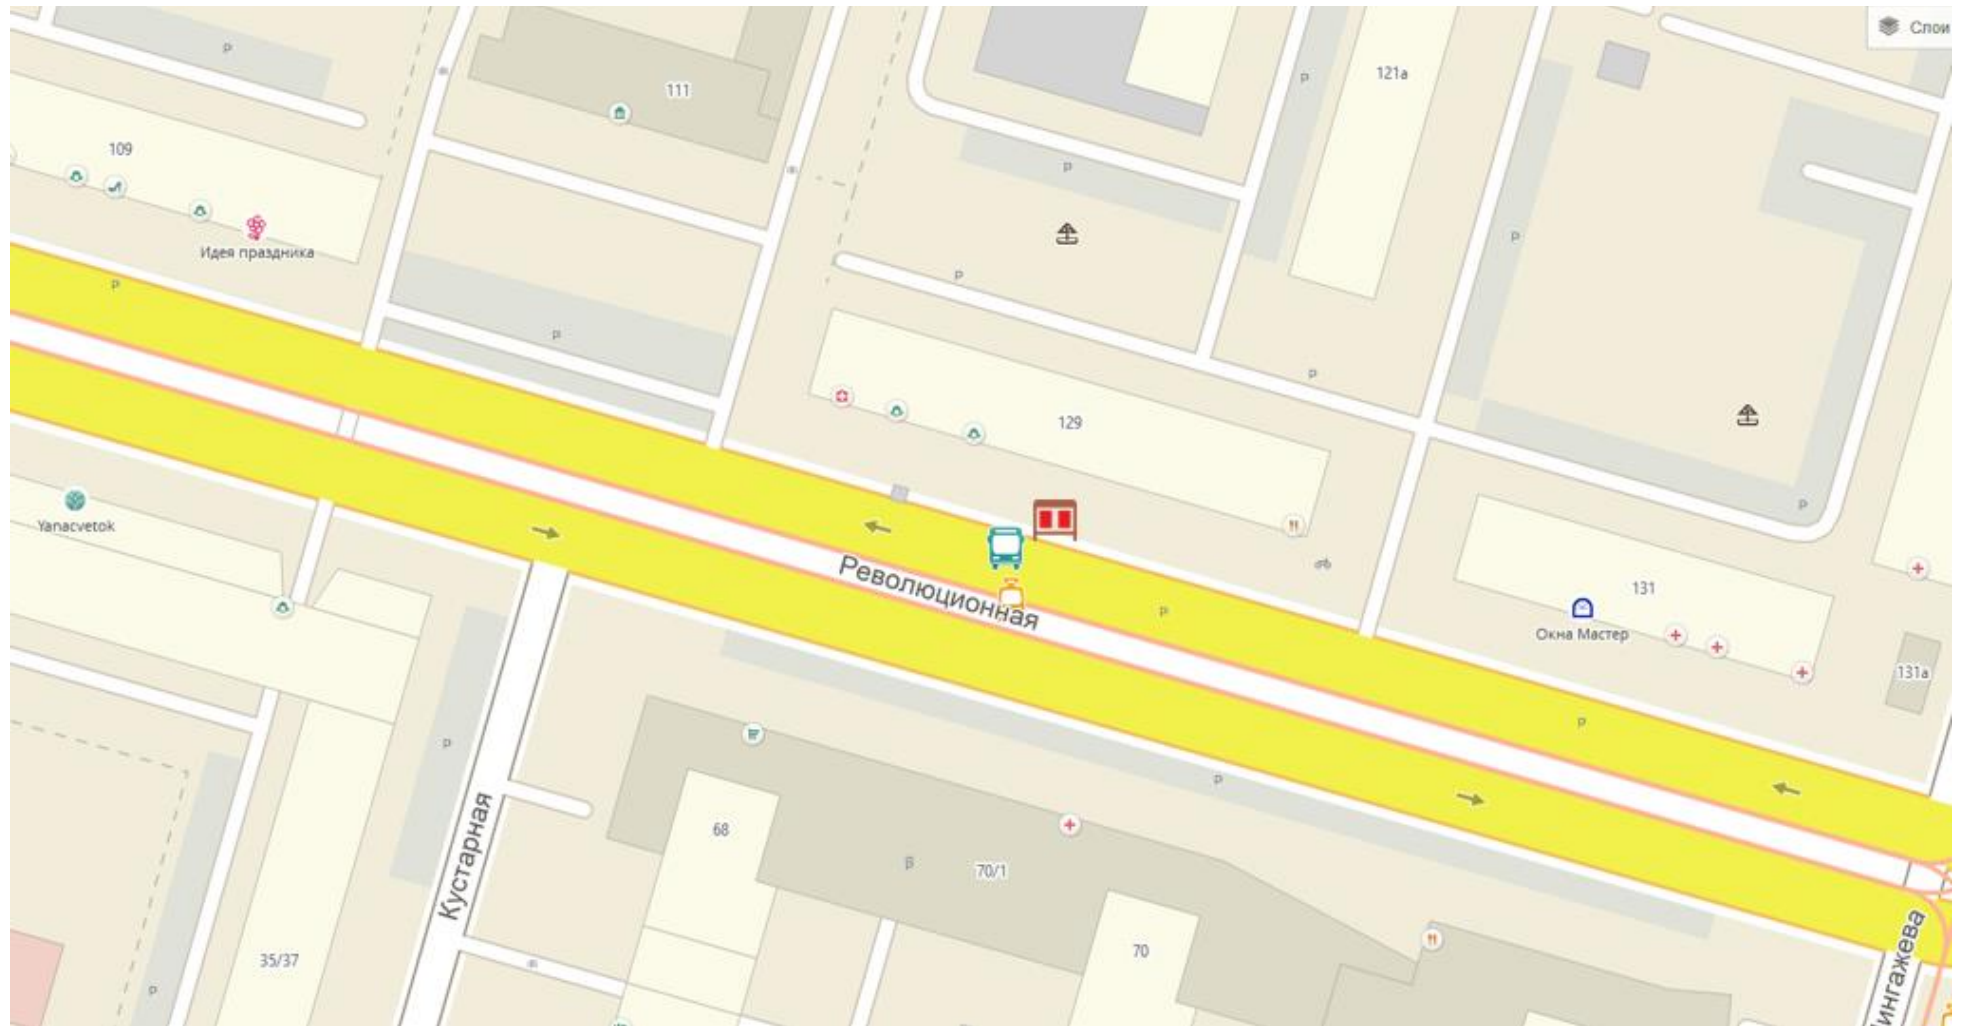 Слои
P
111
121а
P
P
109
P
Идея праздника
P
P
P
P
P
129
P
Yanacvetok
Революционная
P
131
Окна Мастер
131а
P
P
P
68
Кустарная
70/1
P
70
35/37
P